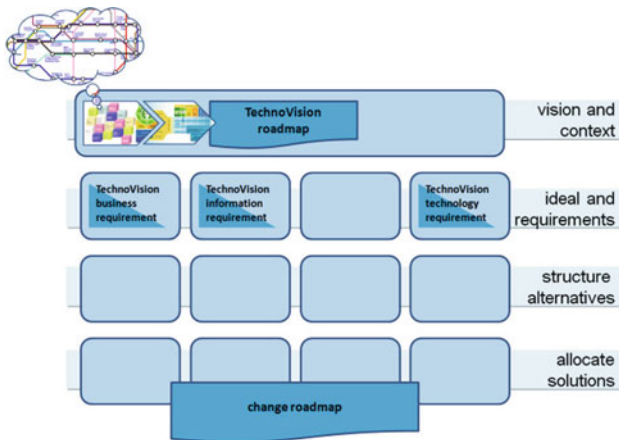 TechnoVision
roadmap
vision and
context
TechnoVision
business
requirement
TechnoVision
information
requirement
TechnoVision
technology
requirement
ideal and
requirements
structure
alternatives
allocate
solutions
change roadmap